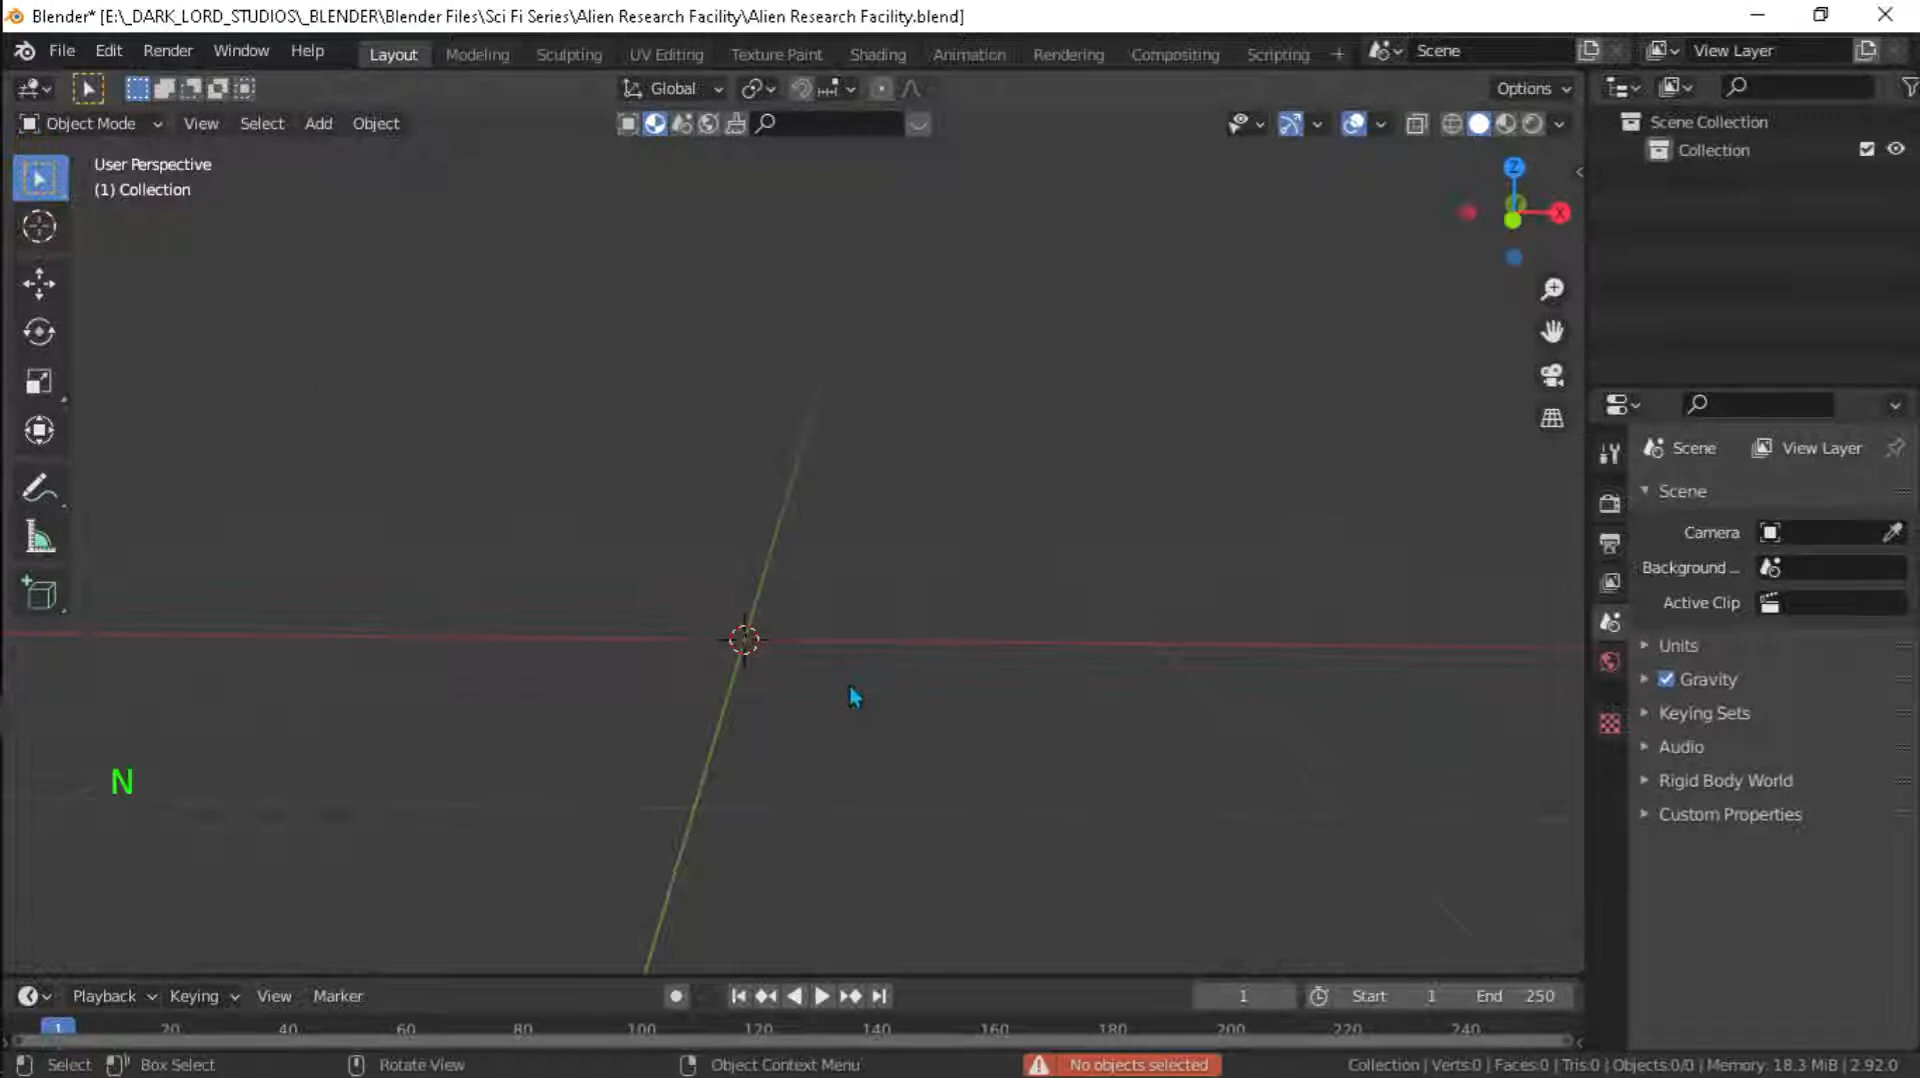 Blender* [E:\_DARK_LORD_STUDIOS\_BLENDER\Blender Files\Sci Fi Series\Alien Research Facility\Alien Research Facility.blend]
File Edit Render Window Help Layout Modeling Sculpting UV Editing Texture Paint Shading Animation Rendering Compositing Scripting + Scene View Layer
Global Options
Object Mode View Select Add Object
Scene Collection
Collection
User Perspective
(1) Collection
Z
X
Scene View Layer
Scene
Camera
Background ...
Active Clip
Units
Gravity
Keying Sets
Audio
Rigid Body World
Custom Properties
N
Playback Keying View Marker 1 Start 1 End 250
1 20 40 60 80 100 120 140 160 180 200 220 240
Select Box Select Rotate View Object Context Menu No objects selected Collection | Verts:0 | Faces:0 | Tris:0 | Objects:0/0 | Memory: 18.3 MiB | 2.92.0